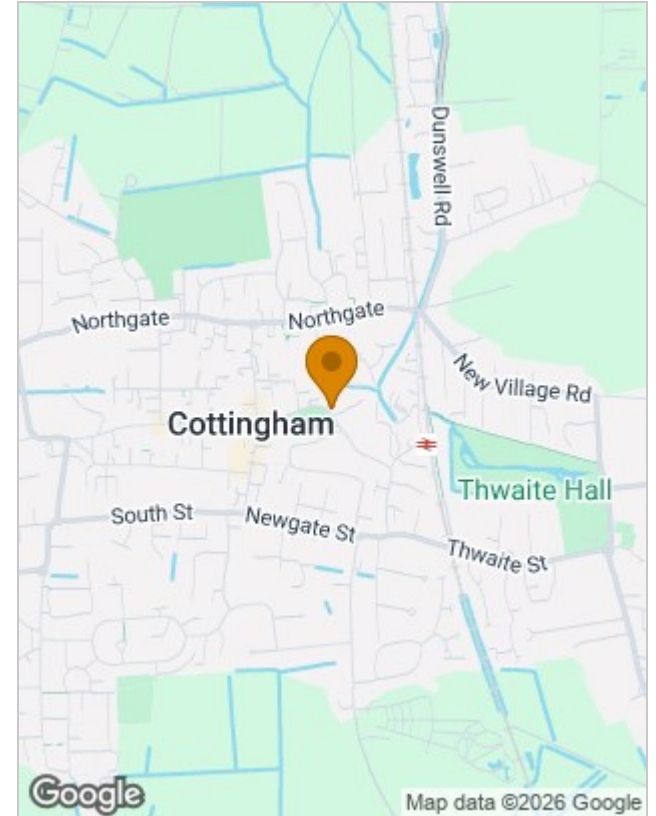 Dunswell Rd
Northgate
Northgate
New Village Rd
Cottingham
Thwaite Hall
South St
Newgate St
Thwaite St
Google
Map data ©2026 Google